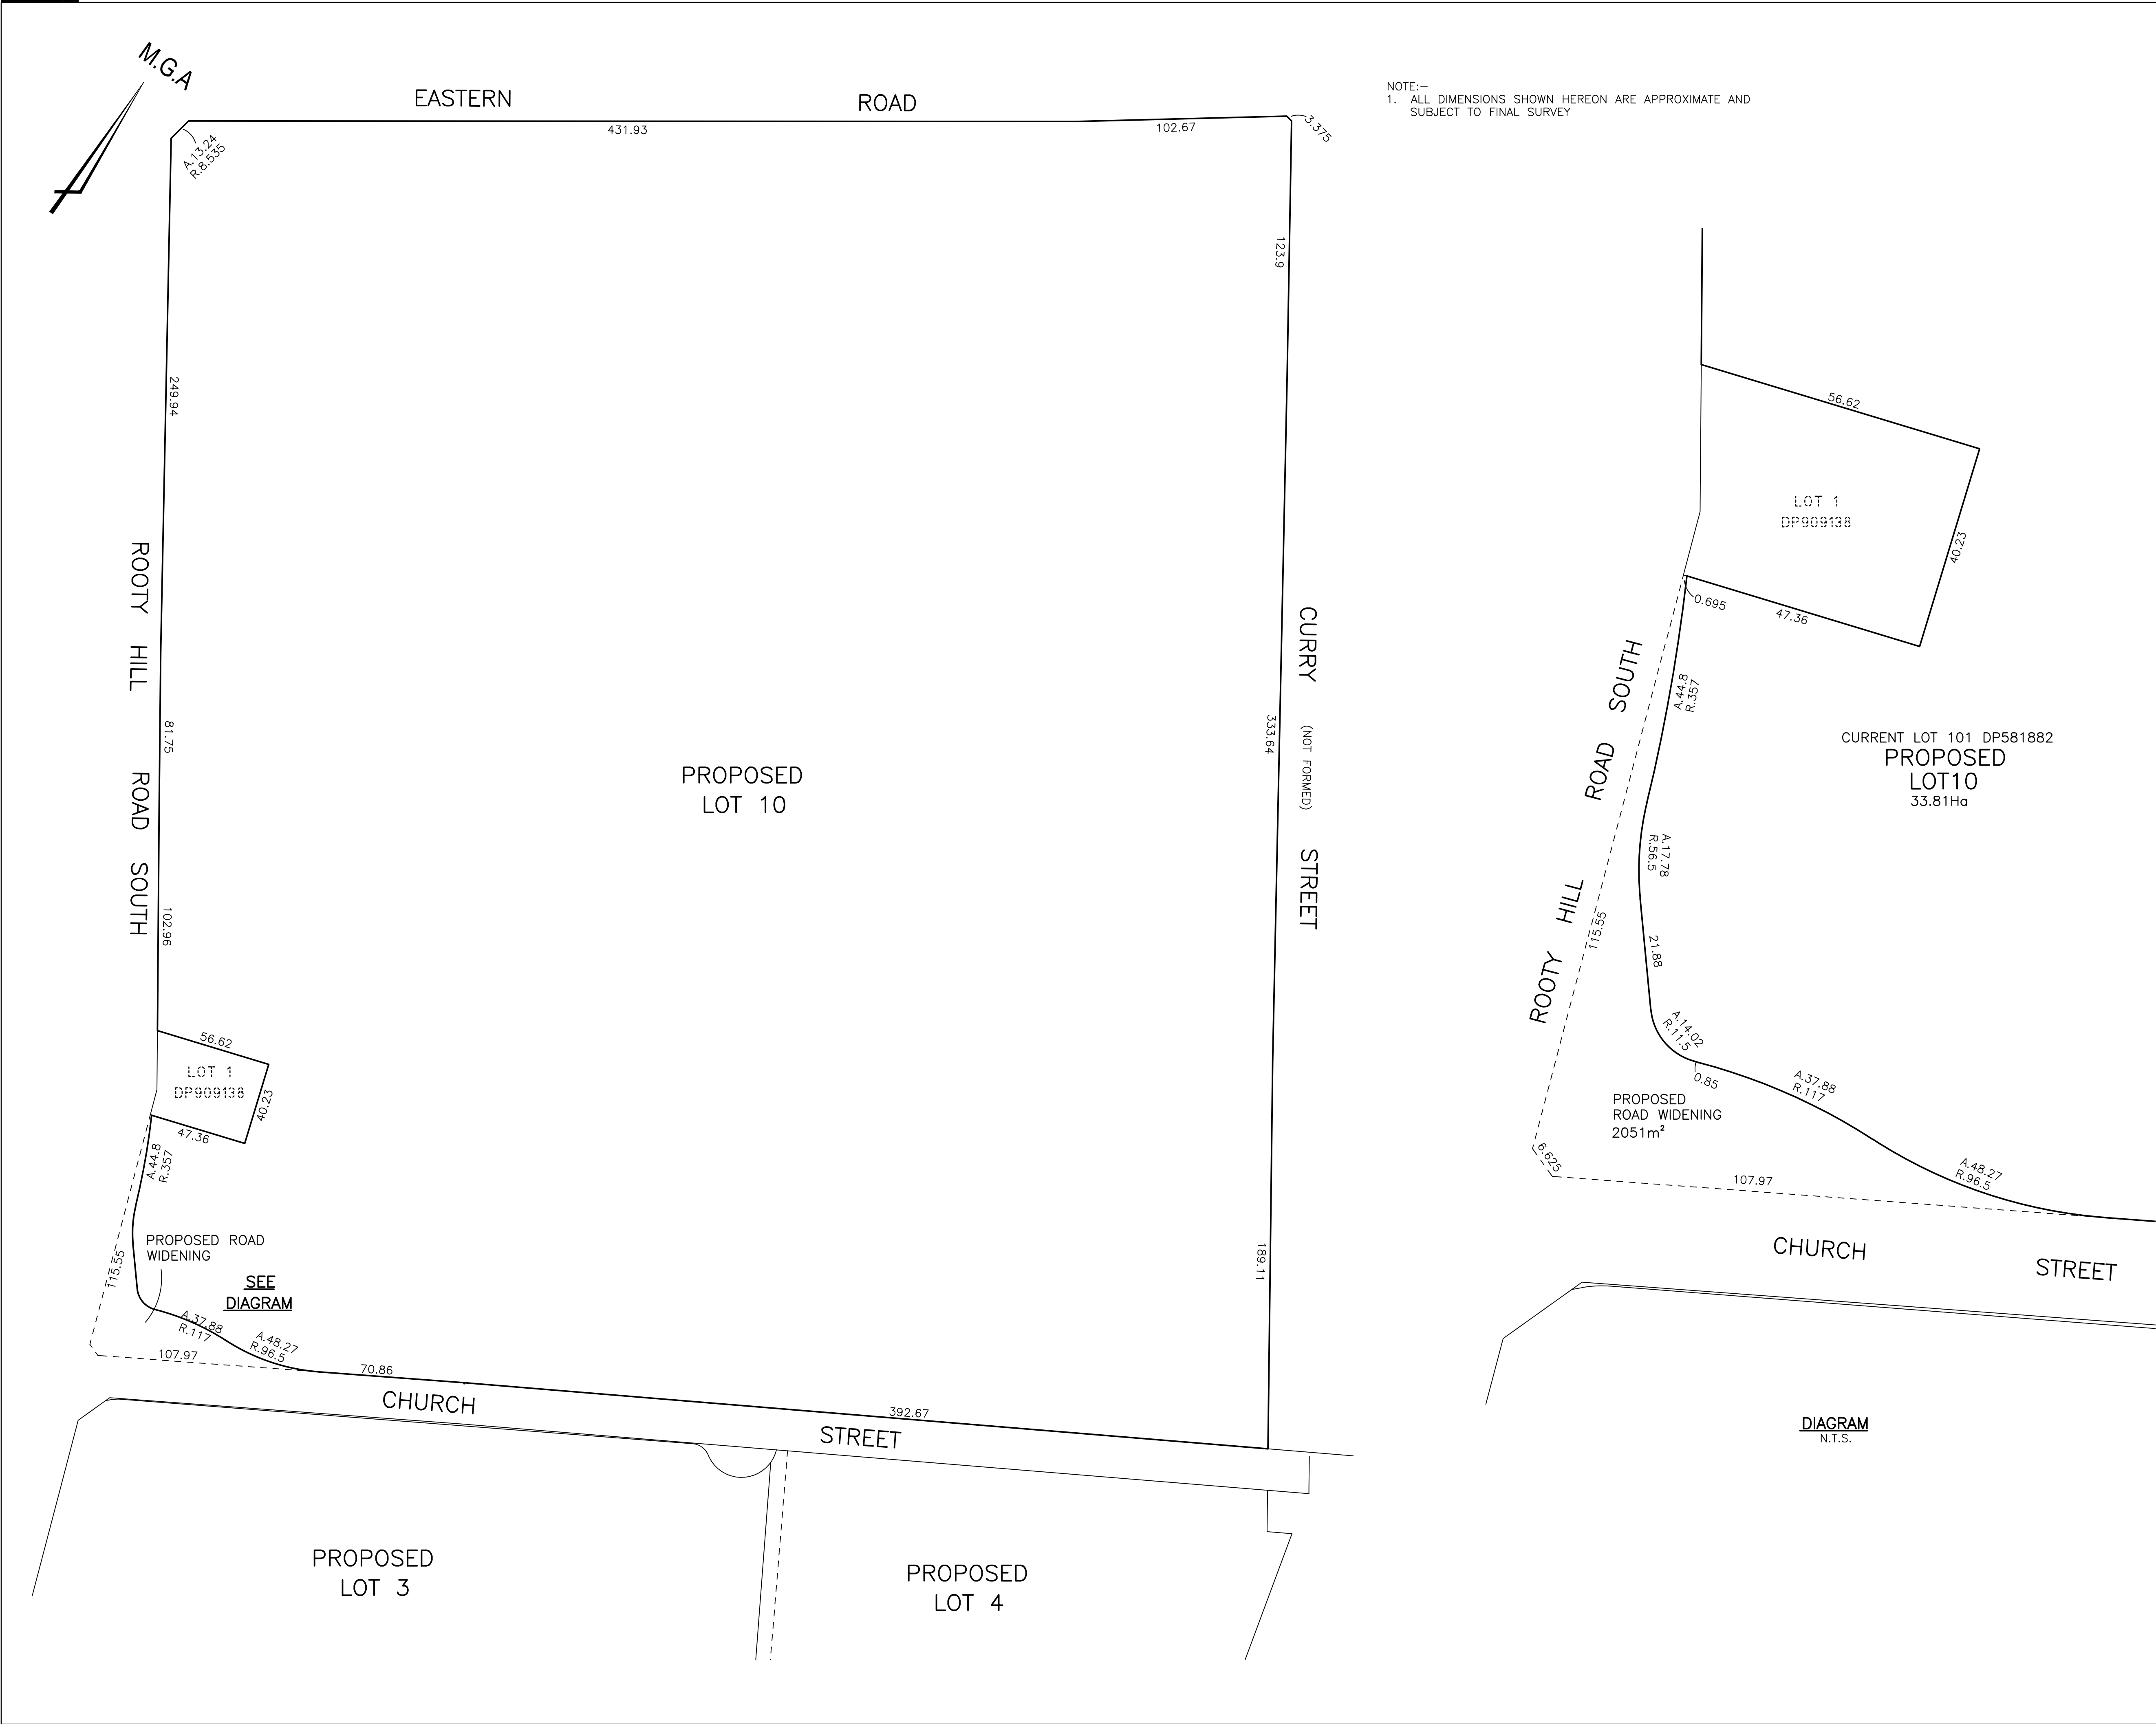 M.G.A
EASTERN ROAD
431.93
102.67
3.375
A.13.24
R.8.535
249.94
123.9
ROOTY HILL ROAD SOUTH
81.75
102.96
CURRY (NOT FORMED) STREET
333.64
189.11
PROPOSED
LOT 10
56.62
LOT 1
DP909138
40.23
47.36
A.44.8
R.357
PROPOSED ROAD
WIDENING
115.55
SEE
DIAGRAM
A.37.88
R.117
A.48.27
R.96.5
107.97
70.86
392.67
CHURCH STREET
PROPOSED
LOT 3
PROPOSED
LOT 4
NOTE:-
1. ALL DIMENSIONS SHOWN HEREON ARE APPROXIMATE AND
SUBJECT TO FINAL SURVEY
56.62
LOT 1
DP909138
40.23
0.695
47.36
ROOTY HILL ROAD SOUTH
A.44.8
R.357
CURRENT LOT 101 DP581882
PROPOSED
LOT10
33.81Ha
A.17.78
R.56.5
115.55
21.88
A.14.02
R.11.5
0.85
A.37.88
R.117
PROPOSED
ROAD WIDENING
2051m²
6.625
107.97
A.48.27
R.96.5
CHURCH STREET
DIAGRAM
N.T.S.